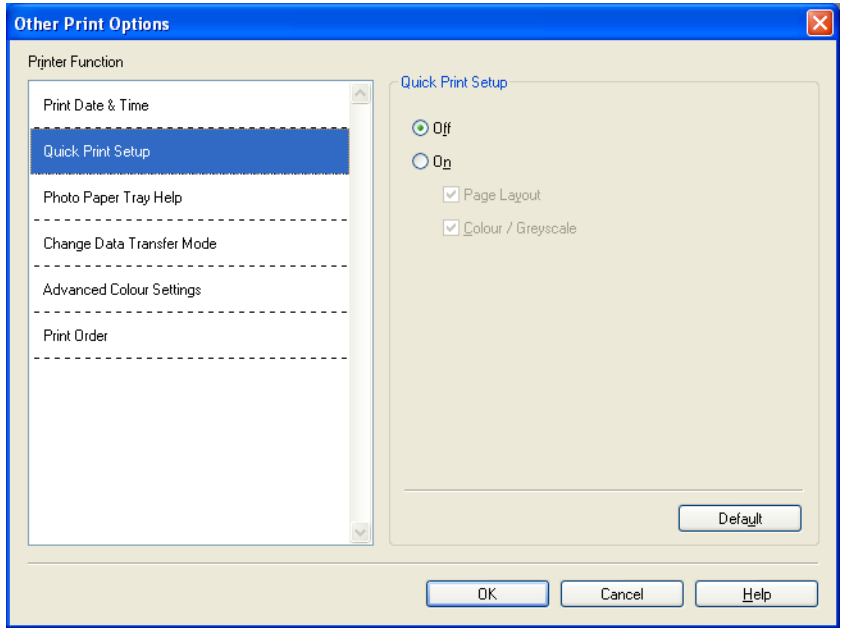 Other Print Options
Printer Function
Print Date & Time
Quick Print Setup
Photo Paper Tray Help
Change Data Transfer Mode
Advanced Colour Settings
Print Order
Quick Print Setup
Off
On
Page Layout
Colour / Greyscale
Default
OK Cancel Help